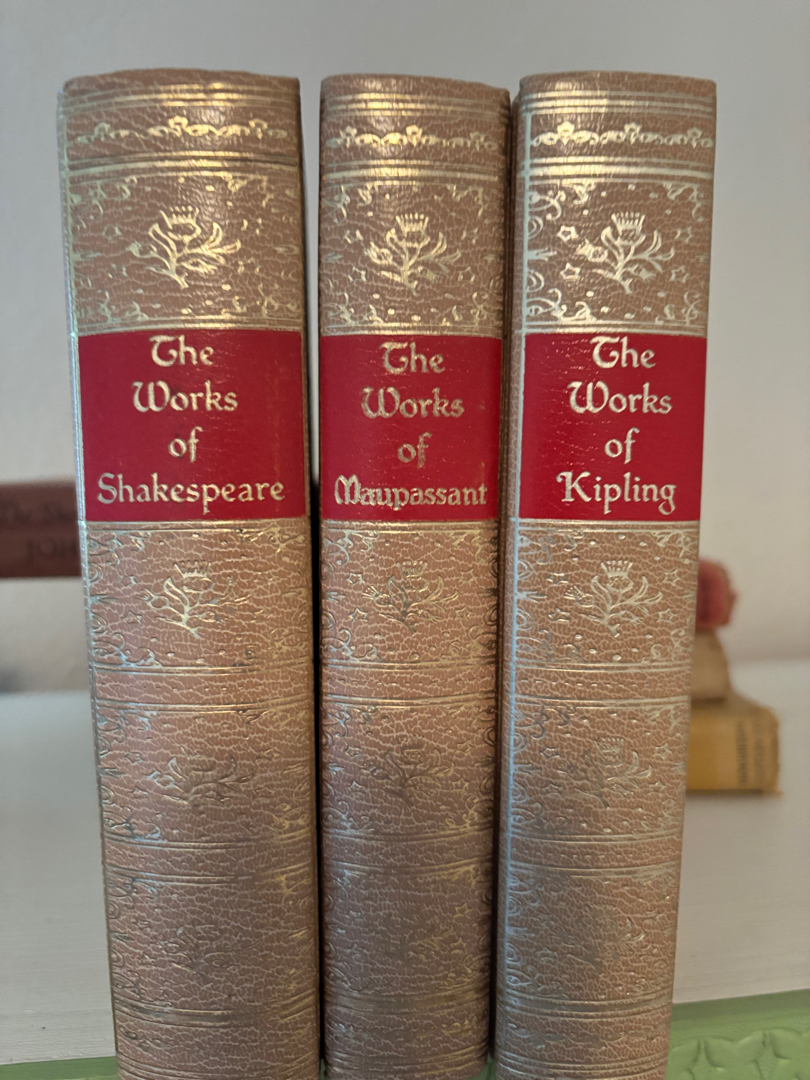 The
Works
of
Shakespeare
The
Works
of
Maupassant
The
Works
of
Kipling